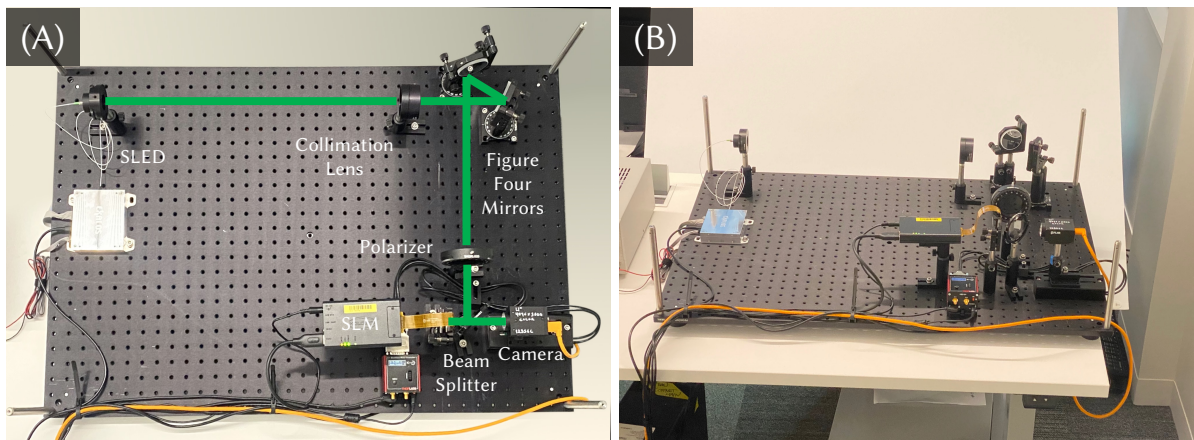 (A)
SLED
Collimation
Lens
Figure
Four
Mirrors
Polarizer
SLM
Beam
Splitter
Camera
(B)